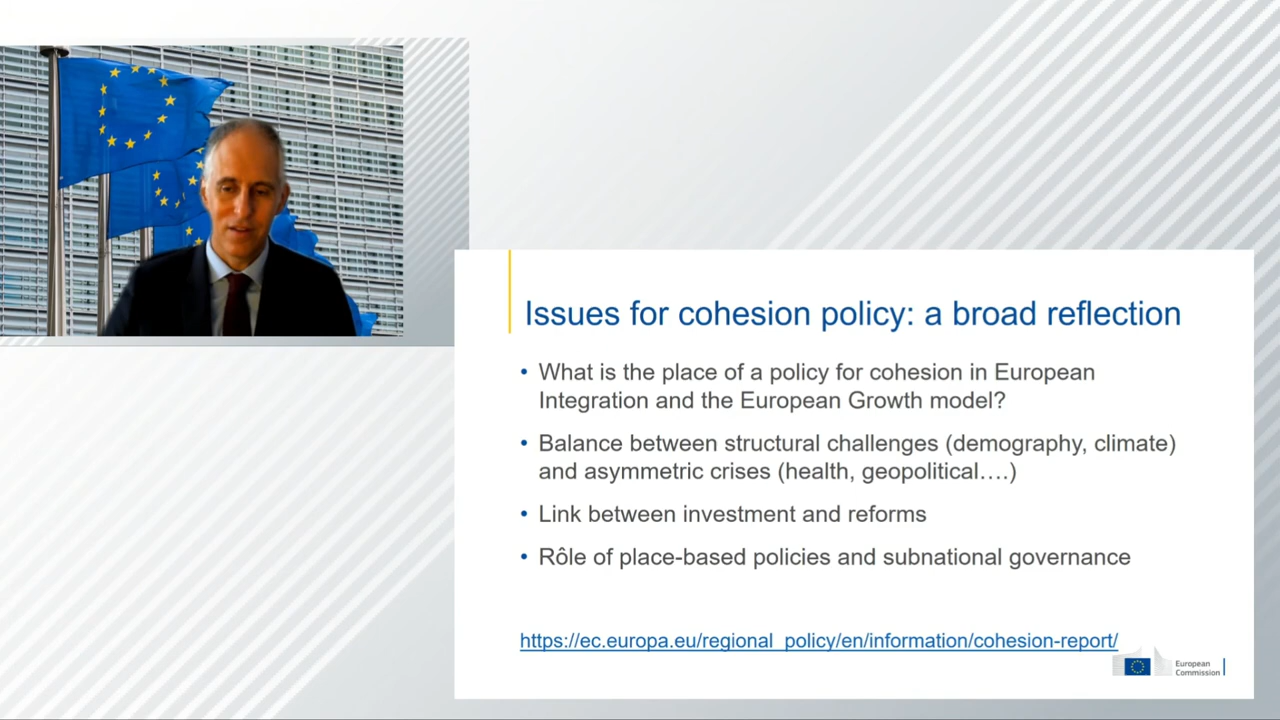 Issues for cohesion policy: a broad reflection
• What is the place of a policy for cohesion in European
Integration and the European Growth model?
• Balance between structural challenges (demography, climate)
and asymmetric crises (health, geopolitical….)
• Link between investment and reforms
• Rôle of place-based policies and subnational governance
https://ec.europa.eu/regional_policy/en/information/cohesion-report/
European
Commission